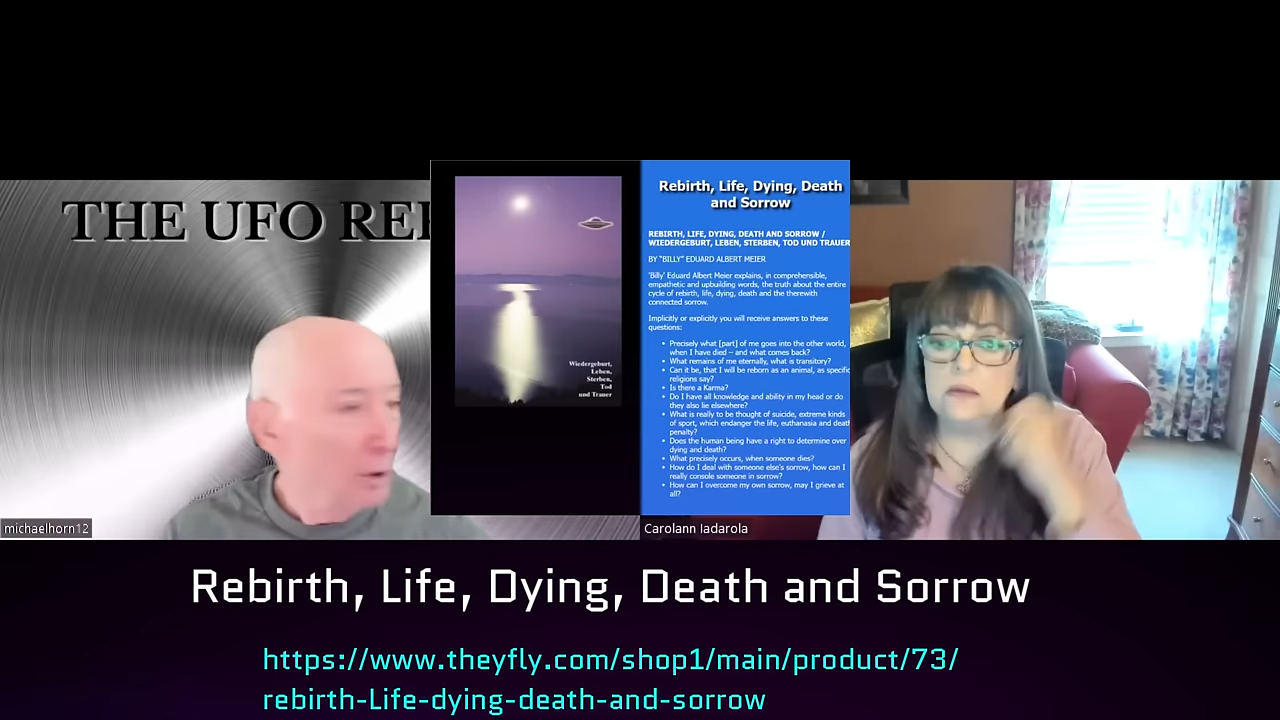 THE UFO RE
Wiedergeburt,
Leben,
Sterben,
Tod
und Trauer
Rebirth, Life, Dying, Death
and Sorrow
REBIRTH, LIFE, DYING, DEATH AND SORROW /
WIEDERGEBURT, LEBEN, STERBEN, TOD UND TRAUER
BY "BILLY" EDUARD ALBERT MEIER
'Billy' Eduard Albert Meier explains, in comprehensible,
empathetic and upbuilding words, the truth about the entire
cycle of rebirth, life, dying, death and the therewith
connected sorrow.
Implicitly or explicitly you will receive answers to these
questions:
• Precisely what [part] of me goes into the other world,
when I have died – and what comes back?
• What remains of me eternally, what is transitory?
• Can it be, that I will be reborn as an animal, as specific
religions say?
• Is there a Karma?
• Do I have all knowledge and ability in my head or do
they also lie elsewhere?
• What is really to be thought of suicide, extreme kinds
of sport, which endanger the life, euthanasia and death
penalty?
• Does the human being have a right to determine over
dying and death?
• What precisely occurs, when someone dies?
• How do I deal with someone else's sorrow, how can I
really console someone in sorrow?
• How can I overcome my own sorrow, may I grieve at
all?
michaelhorn12
Carolann Iadarola
Rebirth, Life, Dying, Death and Sorrow
https://www.theyfly.com/shop1/main/product/73/
rebirth-Life-dying-death-and-sorrow